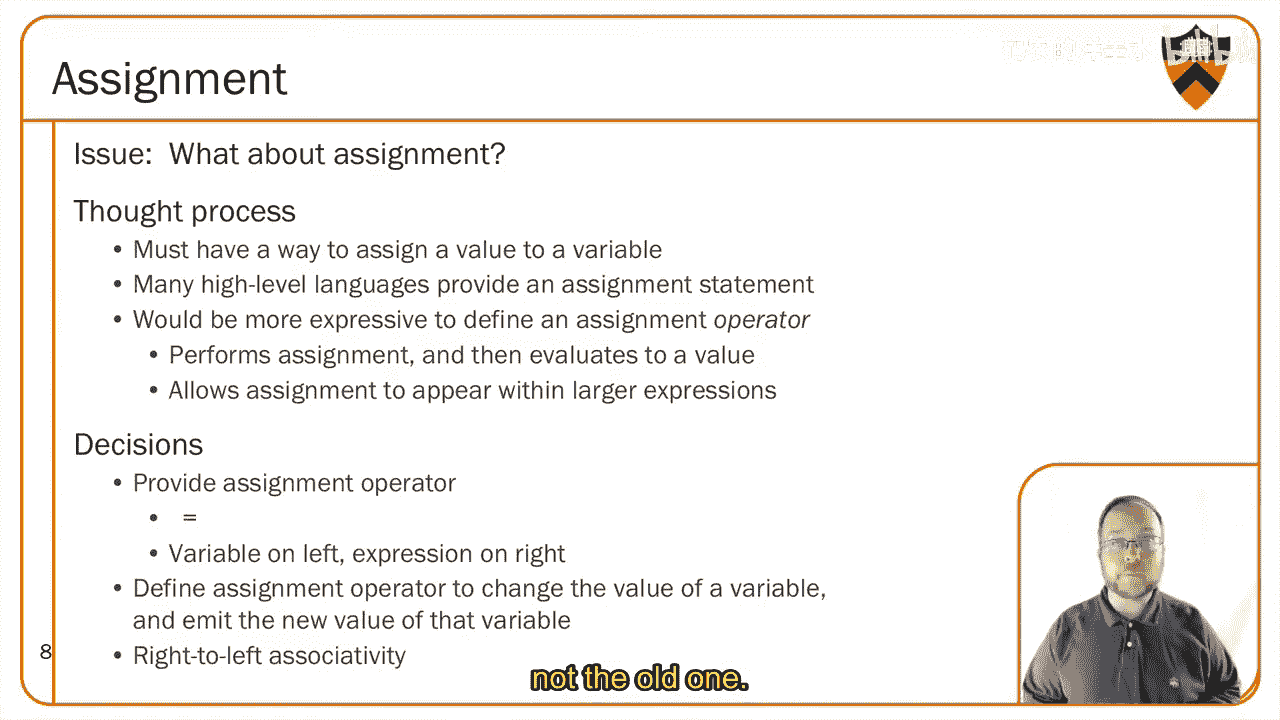 Assignment
Issue: What about assignment?
Thought process
• Must have a way to assign a value to a variable
• Many high-level languages provide an assignment statement
• Would be more expressive to define an assignment operator
• Performs assignment, and then evaluates to a value
• Allows assignment to appear within larger expressions
Decisions
• Provide assignment operator
• =
• Variable on left, expression on right
• Define assignment operator to change the value of a variable,
and emit the new value of that variable
8
• Right-to-left associativity
not the old one.